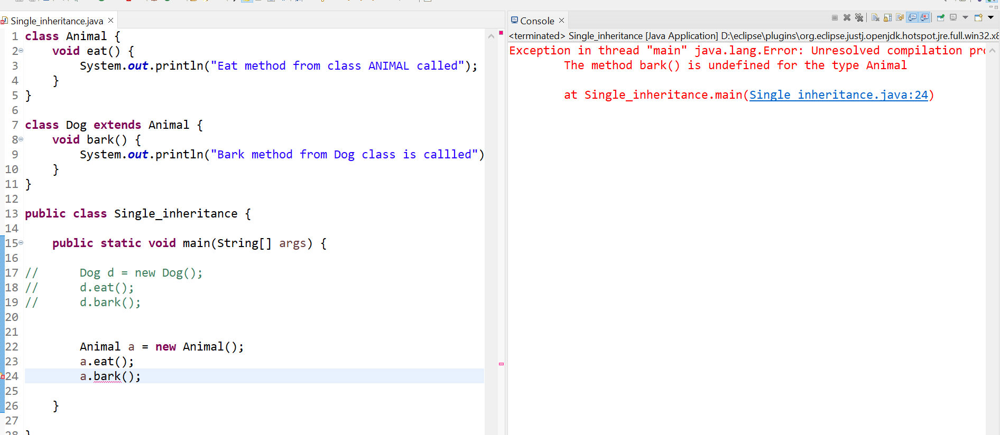 Single_inheritance.java
1 class Animal {
2 void eat() {
3 System.out.println("Eat method from class ANIMAL called");
4 }
5 }
6
7 class Dog extends Animal {
8 void bark() {
9 System.out.println("Bark method from Dog class is callled")
10 }
11 }
12
13 public class Single_inheritance {
14
15 public static void main(String[] args) {
16
17 // Dog d = new Dog();
18 // d.eat();
19 // d.bark();
20
21
22 Animal a = new Animal();
23 a.eat();
24 a.bark();
25
26 }
27
28 }
Console
<terminated> Single_inheritance [Java Application] D:\eclipse\plugins\org.eclipse.justj.openjdk.hotspot.jre.full.win32.x8
Exception in thread "main" java.lang.Error: Unresolved compilation pro
The method bark() is undefined for the type Animal
at Single_inheritance.main(Single_inheritance.java:24)